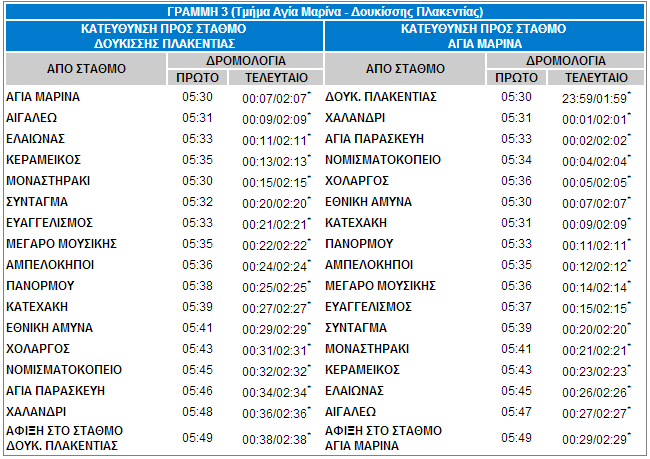 ΓΡΑΜΜΗ 3 (Τμήμα Αγία Μαρίνα - Δουκίσσης Πλακεντίας)
ΚΑΤΕΥΘΥΝΣΗ ΠΡΟΣ ΣΤΑΘΜΟ ΚΑΤΕΥΘΥΝΣΗ ΠΡΟΣ ΣΤΑΘΜΟ
ΔΟΥΚΙΣΣΗΣ ΠΛΑΚΕΝΤΙΑΣ ΑΓΙΑ ΜΑΡΙΝΑ
ΑΠΟ ΣΤΑΘΜΟ ΔΡΟΜΟΛΟΓΙΑ ΑΠΟ ΣΤΑΘΜΟ ΔΡΟΜΟΛΟΓΙΑ
ΠΡΩΤΟ ΤΕΛΕΥΤΑΙΟ ΠΡΩΤΟ ΤΕΛΕΥΤΑΙΟ
ΑΓΙΑ ΜΑΡΙΝΑ 05:30 00:07/02:07* ΔΟΥΚ. ΠΛΑΚΕΝΤΙΑΣ 05:30 23:59/01:59*
ΑΙΓΑΛΕΩ 05:31 00:09/02:09* ΧΑΛΑΝΔΡΙ 05:31 00:01/02:01*
ΕΛΑΙΩΝΑΣ 05:33 00:11/02:11* ΑΓΙΑ ΠΑΡΑΣΚΕΥΗ 05:33 00:02/02:02*
ΚΕΡΑΜΕΙΚΟΣ 05:35 00:13/02:13* ΝΟΜΙΣΜΑΤΟΚΟΠΕΙΟ 05:34 00:04/02:04*
ΜΟΝΑΣΤΗΡΑΚΙ 05:30 00:15/02:15* ΧΟΛΑΡΓΟΣ 05:36 00:05/02:05*
ΣΥΝΤΑΓΜΑ 05:32 00:20/02:20* ΕΘΝΙΚΗ ΑΜΥΝΑ 05:30 00:07/02:07*
ΕΥΑΓΓΕΛΙΣΜΟΣ 05:33 00:21/02:21* ΚΑΤΕΧΑΚΗ 05:31 00:09/02:09*
ΜΕΓΑΡΟ ΜΟΥΣΙΚΗΣ 05:35 00:22/02:22* ΠΑΝΟΡΜΟΥ 05:33 00:11/02:11*
ΑΜΠΕΛΟΚΗΠΟΙ 05:36 00:24/02:24* ΑΜΠΕΛΟΚΗΠΟΙ 05:35 00:12/02:12*
ΠΑΝΟΡΜΟΥ 05:38 00:25/02:25* ΜΕΓΑΡΟ ΜΟΥΣΙΚΗΣ 05:36 00:14/02:14*
ΚΑΤΕΧΑΚΗ 05:39 00:27/02:27* ΕΥΑΓΓΕΛΙΣΜΟΣ 05:37 00:15/02:15*
ΕΘΝΙΚΗ ΑΜΥΝΑ 05:41 00:29/02:29* ΣΥΝΤΑΓΜΑ 05:39 00:20/02:20*
ΧΟΛΑΡΓΟΣ 05:43 00:31/02:31* ΜΟΝΑΣΤΗΡΑΚΙ 05:41 00:21/02:21*
ΝΟΜΙΣΜΑΤΟΚΟΠΕΙΟ 05:45 00:32/02:32* ΚΕΡΑΜΕΙΚΟΣ 05:43 00:23/02:23*
ΑΓΙΑ ΠΑΡΑΣΚΕΥΗ 05:46 00:34/02:34* ΕΛΑΙΩΝΑΣ 05:45 00:26/02:26*
ΧΑΛΑΝΔΡΙ 05:48 00:36/02:36* ΑΙΓΑΛΕΩ 05:47 00:27/02:27*
ΑΦΙΞΗ ΣΤΟ ΣΤΑΘΜΟ 05:49 00:38/02:38* ΑΦΙΞΗ ΣΤΟ ΣΤΑΘΜΟ 05:49 00:29/02:29*
ΔΟΥΚ. ΠΛΑΚΕΝΤΙΑΣ ΑΓΙΑ ΜΑΡΙΝΑ